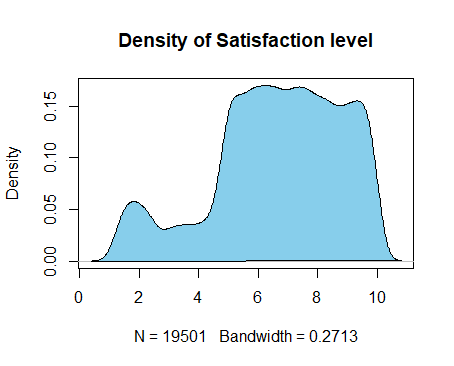 Density of Satisfaction level
Density
0.15
0.10
0.05
0.00
0 2 4 6 8 10
N = 19501 Bandwidth = 0.2713